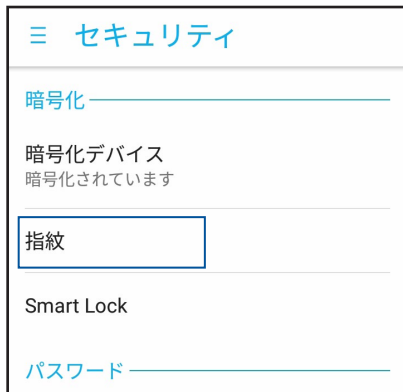 セキュリティ
暗号化
暗号化デバイス
暗号化されています
指紋
Smart Lock
パスワード